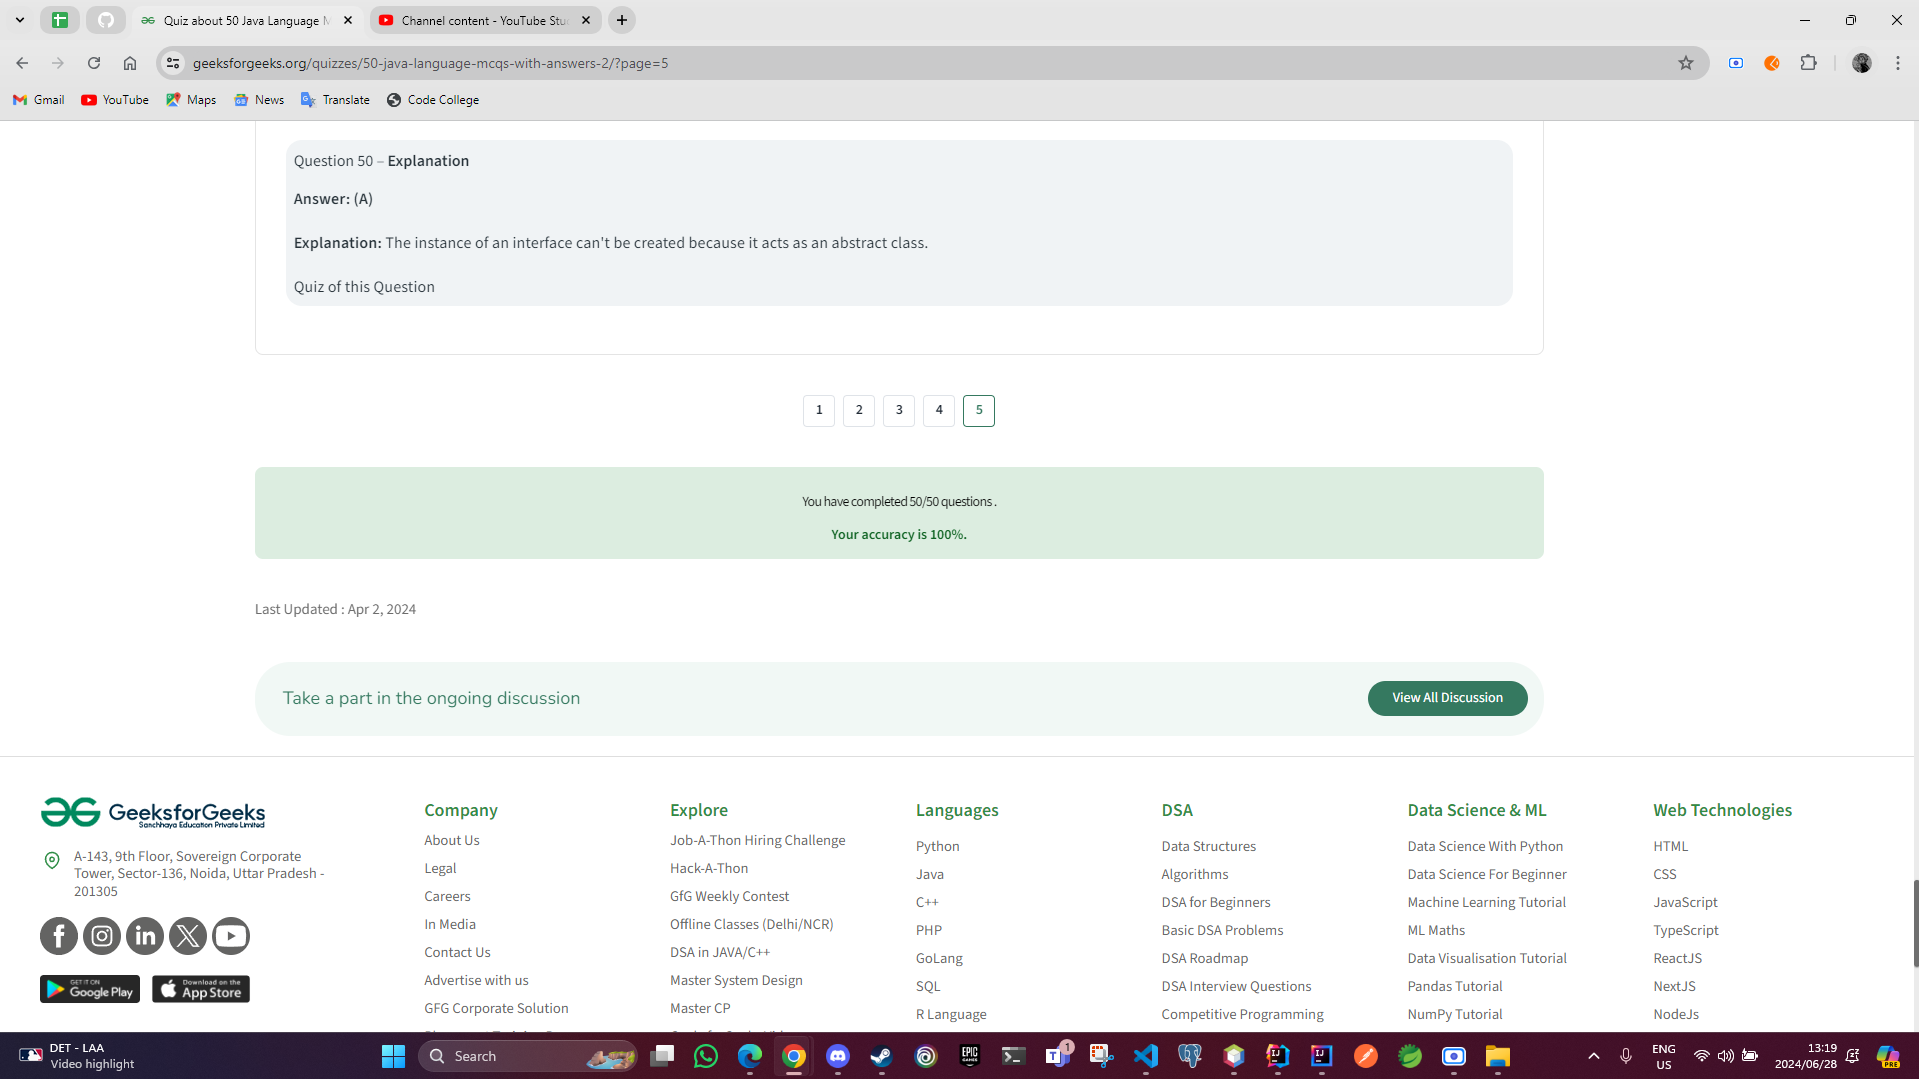 Quiz about 50 Java Language M
Channel content - YouTube Stu
geeksforgeeks.org/quizzes/50-java-language-mcqs-with-answers-2/?page=5
Gmail
YouTube
Maps
News
Translate
Code College
Question 50 – Explanation
Answer: (A)
Explanation: The instance of an interface can't be created because it acts as an abstract class.
Quiz of this Question
1
2
3
4
5
You have completed 50/50 questions .
Your accuracy is 100%.
Last Updated : Apr 2, 2024
Take a part in the ongoing discussion
View All Discussion
GeeksforGeeks
Sanchhaya Education Private Limited
A-143, 9th Floor, Sovereign Corporate
Tower, Sector-136, Noida, Uttar Pradesh -
201305
GET IT ON
Google Play
Download on the
App Store
Company
About Us
Legal
Careers
In Media
Contact Us
Advertise with us
GFG Corporate Solution
Explore
Job-A-Thon Hiring Challenge
Hack-A-Thon
GfG Weekly Contest
Offline Classes (Delhi/NCR)
DSA in JAVA/C++
Master System Design
Master CP
Languages
Python
Java
C++
PHP
GoLang
SQL
R Language
DSA
Data Structures
Algorithms
DSA for Beginners
Basic DSA Problems
DSA Roadmap
DSA Interview Questions
Competitive Programming
Data Science & ML
Data Science With Python
Data Science For Beginner
Machine Learning Tutorial
ML Maths
Data Visualisation Tutorial
Pandas Tutorial
NumPy Tutorial
Web Technologies
HTML
CSS
JavaScript
TypeScript
ReactJS
NextJS
NodeJs
DET - LAA
Video highlight
Search
EPIC
GAMES
1
ENG
US
13:19
2024/06/28
PRE